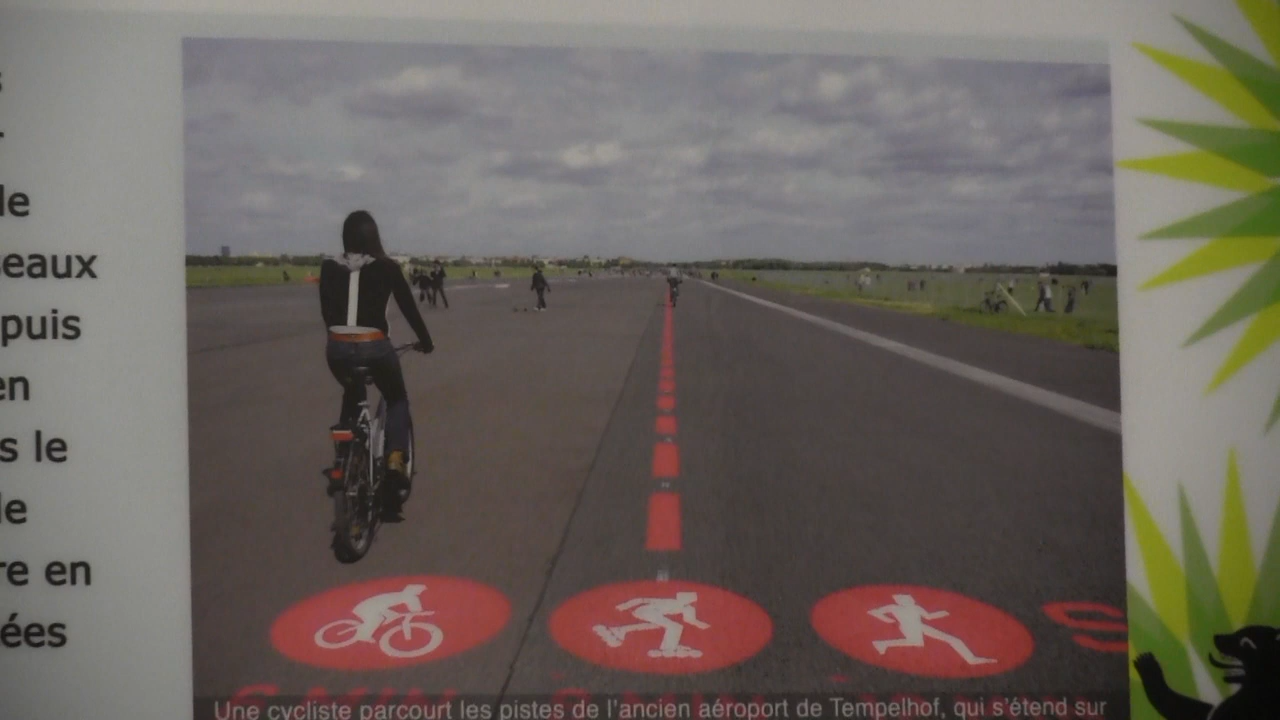 le
seaux
puis
en
s le
le
re en
ées
Une cycliste parcourt les pistes de l'ancien aéroport de Tempelhof, qui s'étend sur